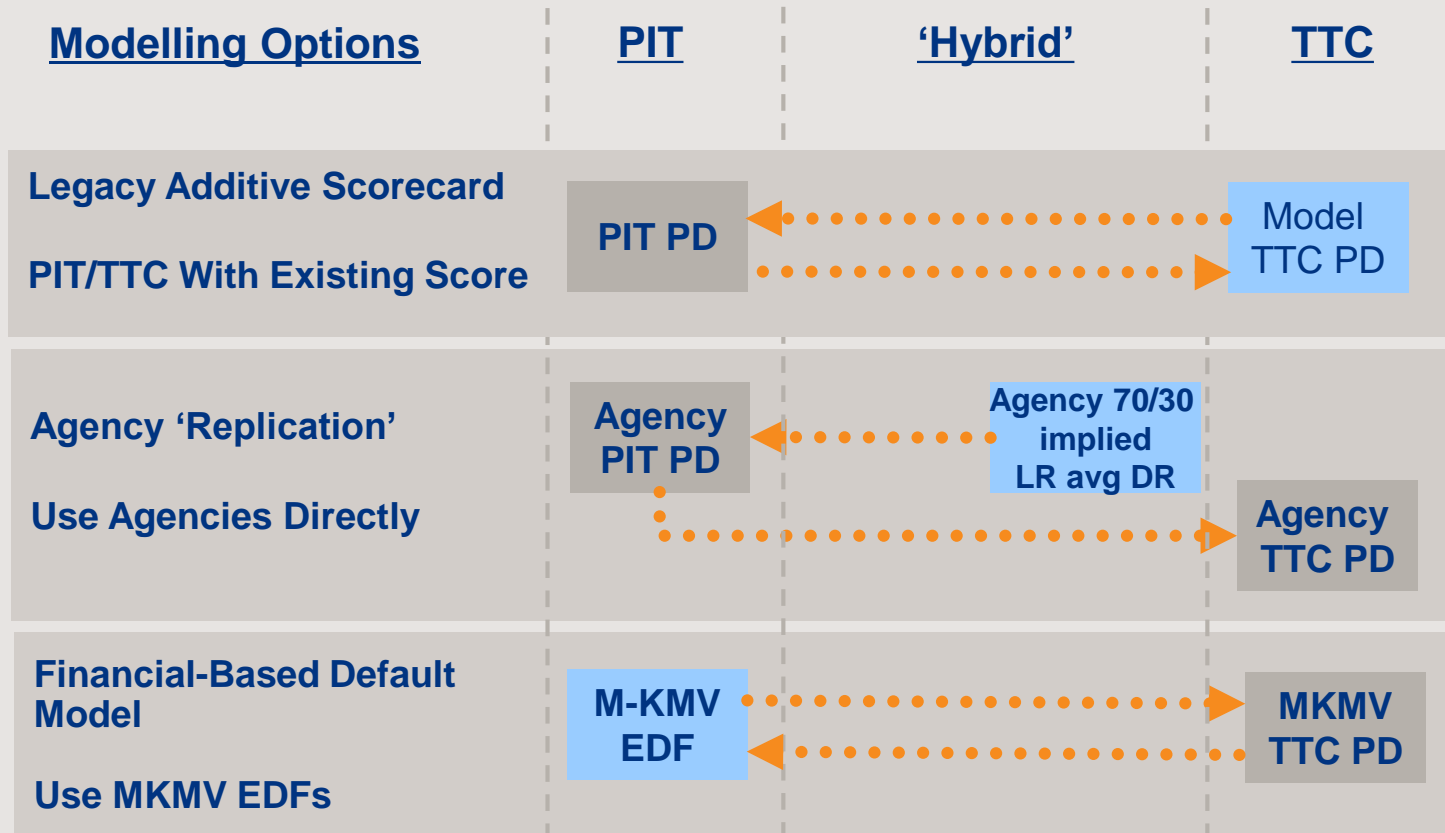 Modelling Options
PIT
‘Hybrid’
TTC
Legacy Additive Scorecard
PIT/TTC With Existing Score
PIT PD
Model
TTC PD
Agency ‘Replication’
Use Agencies Directly
Agency
PIT PD
Agency 70/30
implied
LR avg DR
Agency
TTC PD
Financial-Based Default
Model
Use MKMV EDFs
M-KMV
EDF
MKMV
TTC PD